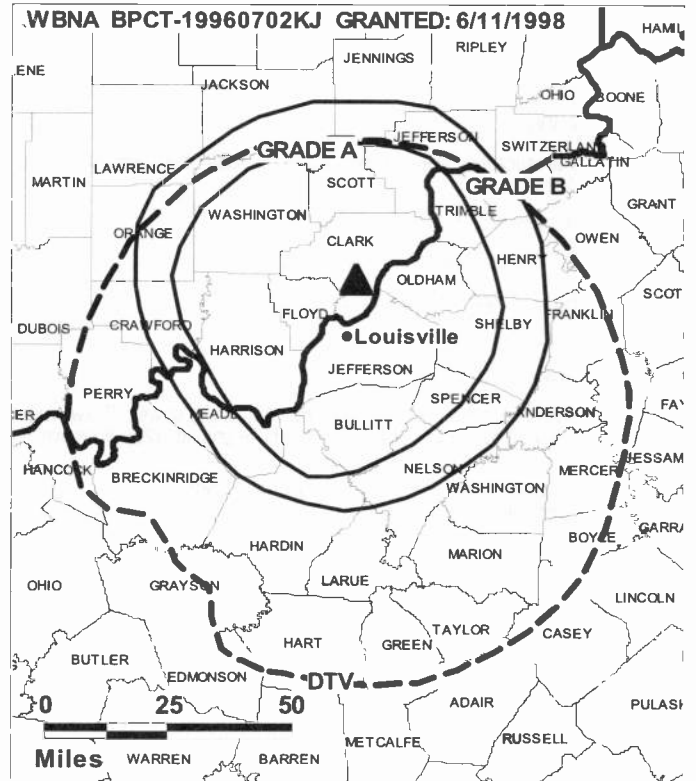 WBNA BPCT-19960702KJ GRANTED: 6/11/1998
HAMIL
RIPLEY
JENNINGS
ENE
JACKSON
OHIO
BOONE
JEFFERSON
SWITZERLAND
GRADE A
GALLATIN
LAWRENCE
MARTIN
SCOTT
GRADE B
GRANT
WASHINGTON
TRIMBLE
ORANGE
CLARK
OWEN
HENRY
OLDHAM
SCOT
FLOYD
FRANKLIN
DUBOIS
CRAWFORD
SHELBY
Louisville
HARRISON
JEFFERSON
PERRY
SPENCER
FAY
CER
MEADE
ANDERSON
BULLITT
HANCOCK
NELSON
MERCER
JESSAM
BRECKINRIDGE
WASHINGTON
GARRA
BOYLE
HARDIN
MARION
OHIO
GRAYSON
LARUE
LINCOLN
TAYLOR
HART
GREEN
CASEY
BUTLER
EDMONSON
DTV
0 25 50
ADAIR
PULASK
METCALFE
RUSSELL
Miles
WARREN
BARREN